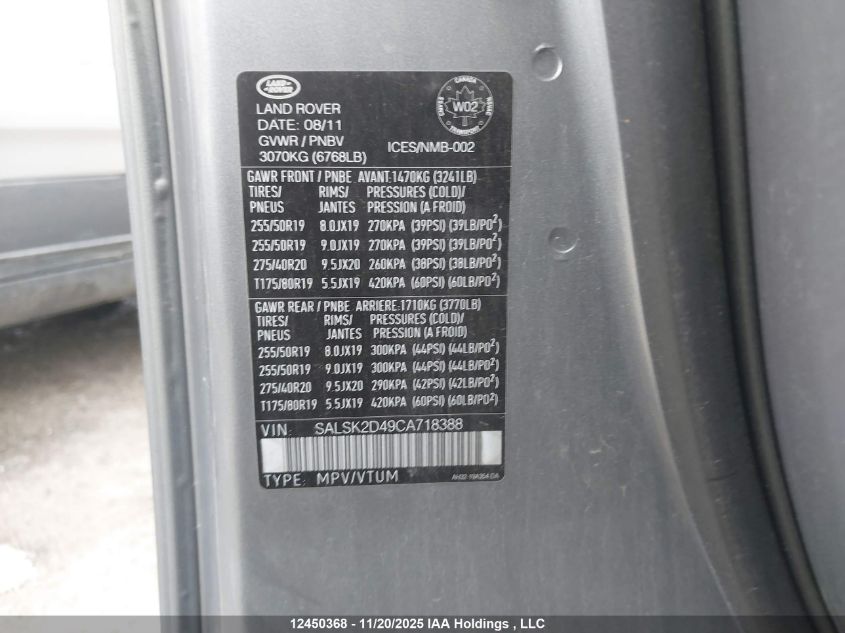 LAND ROVER
LAND ROVER
DATE: 08/11
GVWR / PNBV
3070KG (6768LB)
CANADA
TRANSPORT
W02
ICES/NMB-002
GAWR FRONT / PNBE AVANT:1470KG (3241LB)
TIRES/ RIMS/ PRESSURES (COLD)/
PNEUS JANTES PRESSION (A FROID)
255/50R19 8.0JX19 270KPA (39PSI) (39LB/PO²)
255/50R19 9.0JX19 270KPA (39PSI) (39LB/PO²)
275/40R20 9.5JX20 260KPA (38PSI) (38LB/PO²)
T175/80R19 5.5JX19 420KPA (60PSI) (60LB/PO²)
GAWR REAR / PNBE ARRIERE:1710KG (3770LB)
TIRES/ RIMS/ PRESSURES (COLD)/
PNEUS JANTES PRESSION (A FROID)
255/50R19 8.0JX19 300KPA (44PSI) (44LB/PO²)
255/50R19 9.0JX19 300KPA (44PSI) (44LB/PO²)
275/40R20 9.5JX20 290KPA (42PSI) (42LB/PO²)
T175/80R19 5.5JX19 420KPA (60PSI) (60LB/PO²)
VIN: SALSK2D49CA718388
TYPE: MPV/VTUM
12450368 - 11/20/2025 IAA Holdings , LLC